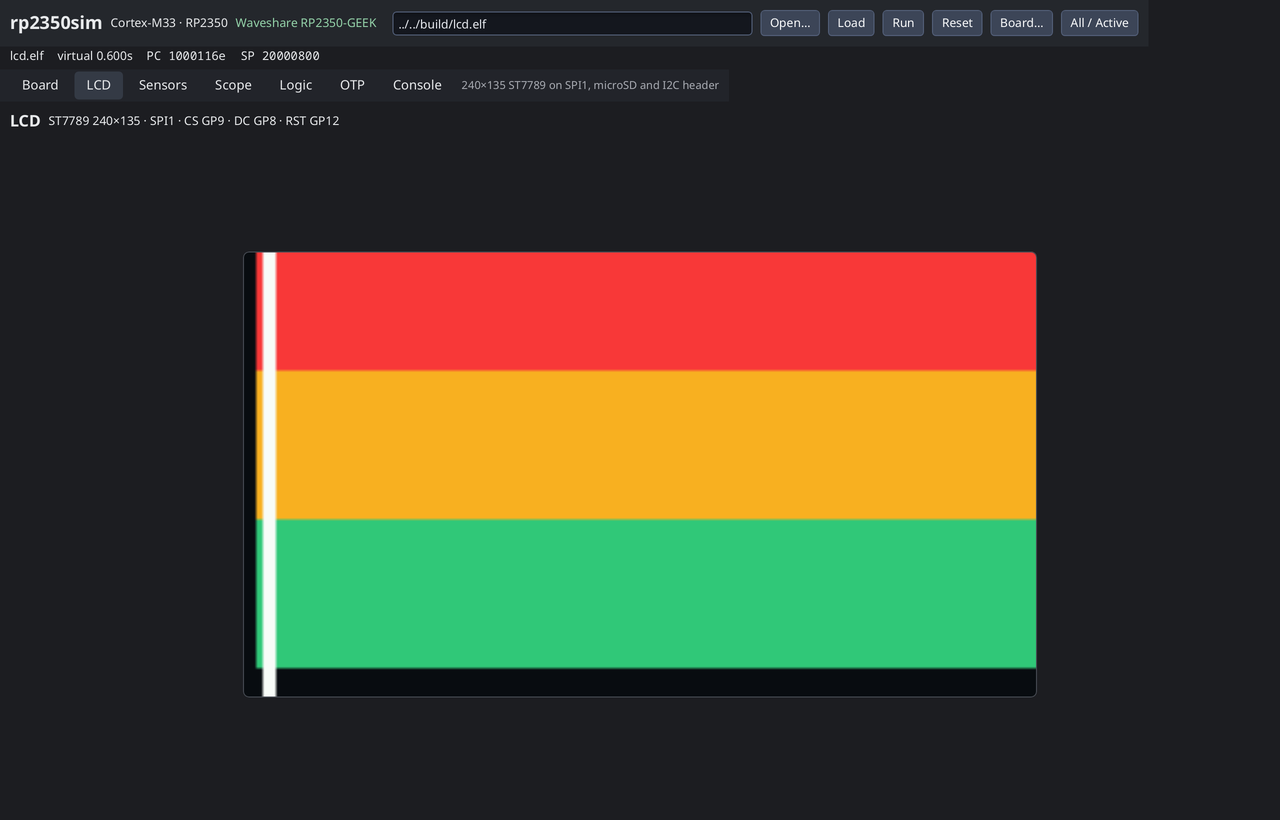 rp2350sim Cortex-M33 · RP2350 Waveshare RP2350-GEEK ../../build/lcd.elf Open... Load Run Reset Board... All / Active
lcd.elf virtual 0.600s PC 1000116e SP 20000800
Board LCD Sensors Scope Logic OTP Console 240×135 ST7789 on SPI1, microSD and I2C header
LCD ST7789 240×135 · SPI1 · CS GP9 · DC GP8 · RST GP12